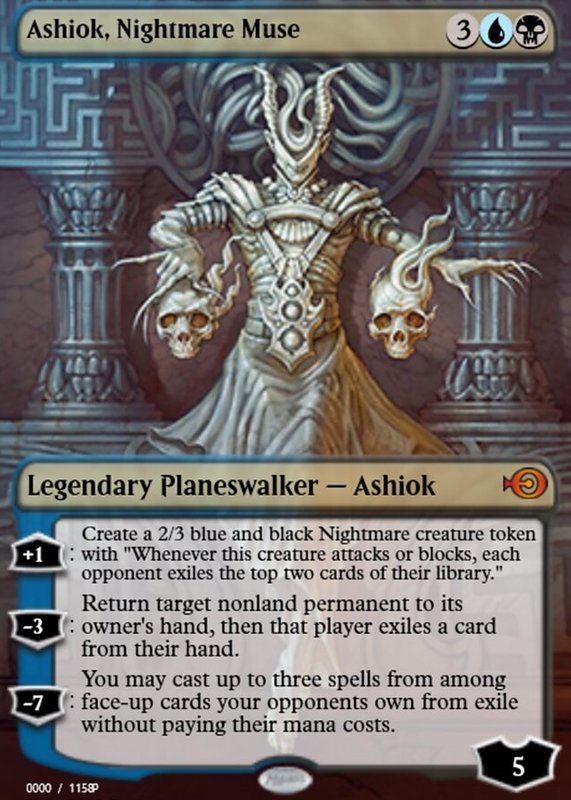 Ashiok, Nightmare Muse 3
Legendary Planeswalker — Ashiok
+1 : Create a 2/3 blue and black Nightmare creature token
with "Whenever this creature attacks or blocks, each
opponent exiles the top two cards of their library."
-3 : Return target nonland permanent to its
owner's hand, then that player exiles a card
from their hand.
-7 : You may cast up to three spells from among
face-up cards your opponents own from exile
without paying their mana costs.
5
0000 / 1158P